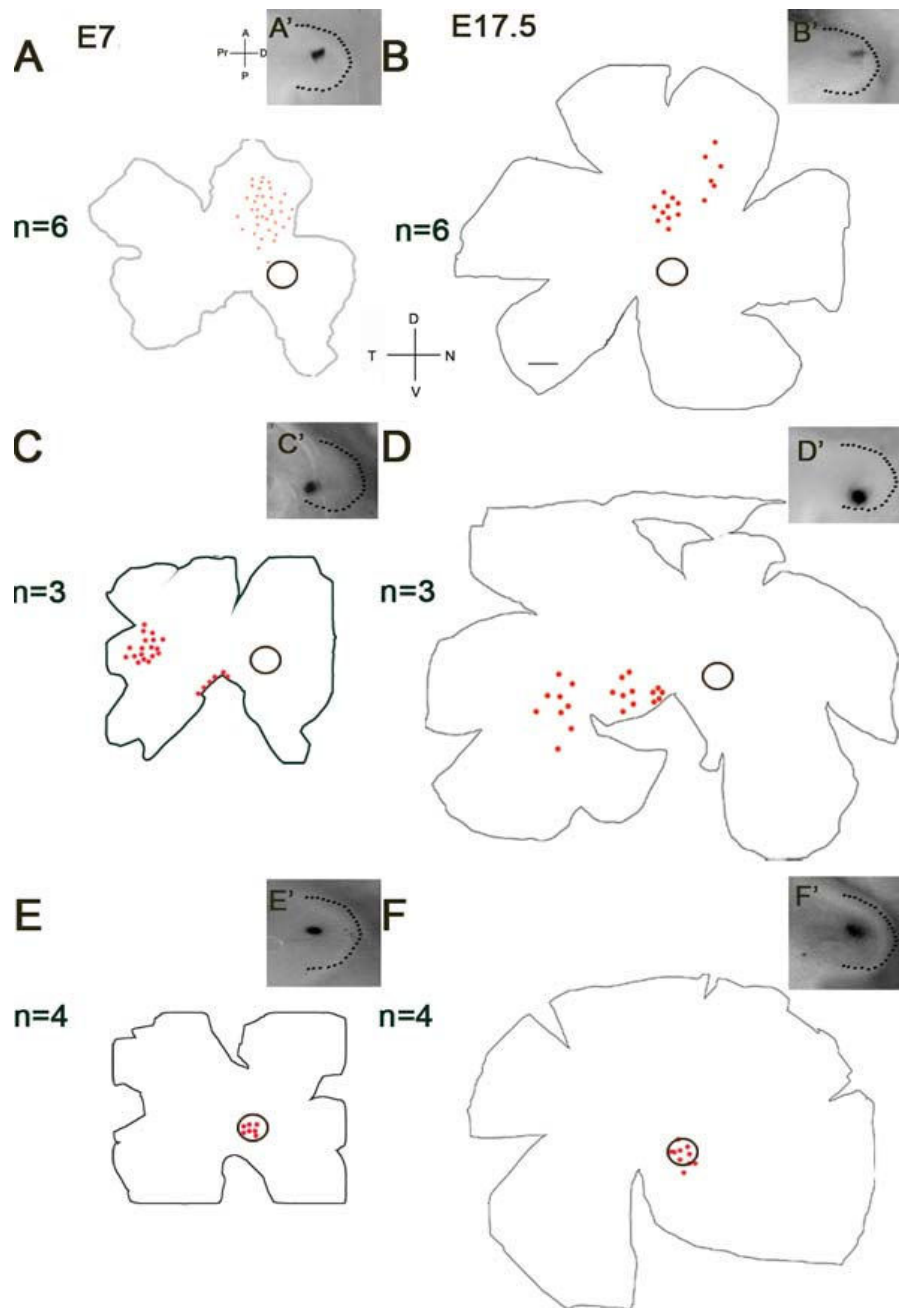 A E7 A'
A
Pr D
P
B E17.5 B'
n=6 n=6
D
T N
V
C C' D D'
n=3 n=3
E E' F F'
n=4 n=4